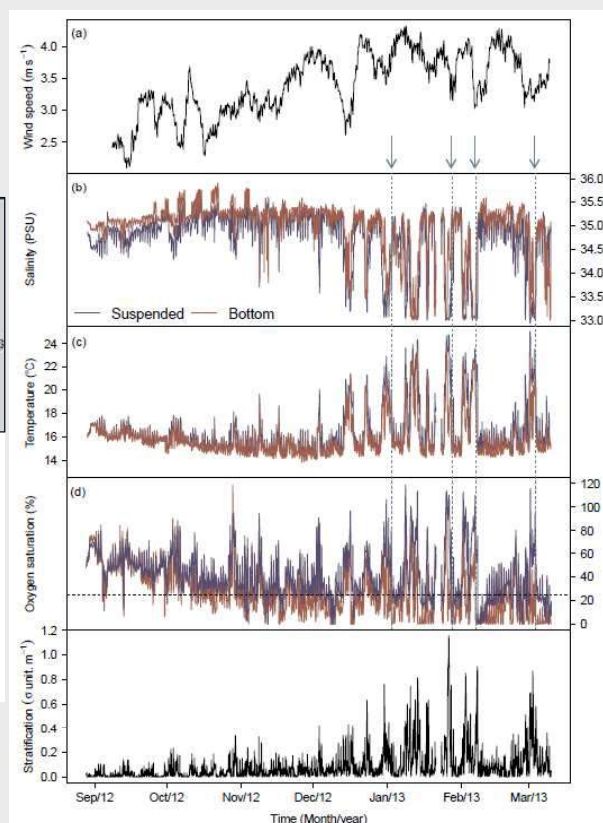 (a)
Wind speed (m s⁻¹)
4.0
3.5
3.0
2.5
(b)
Salinity (PSU)
36.0
35.5
35.0
34.5
34.0
33.5
33.0
Suspended
Bottom
(c)
Temperature (°C)
24
22
20
18
16
14
(d)
Oxygen saturation (%)
120
100
80
60
40
20
0
Stratification (σ unit. m⁻¹)
1.2
1.0
0.8
0.6
0.4
0.2
0.0
Sep/12 Oct/12 Nov/12 Dec/12 Jan/13 Feb/13 Mar/13
Time (Month/year)